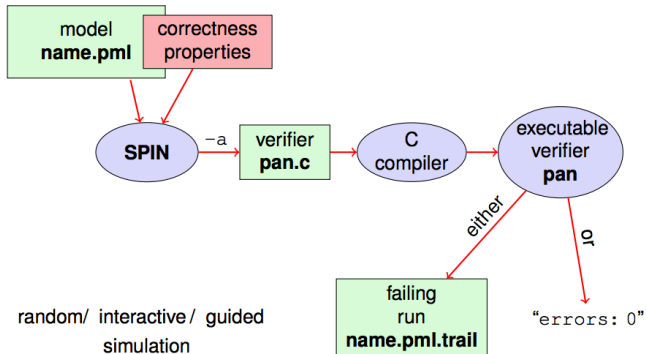 model
name.pml
correctness
properties
SPIN
–a
verifier
pan.c
C
compiler
executable
verifier
pan
either
or
failing
run
name.pml.trail
“errors: 0”
random/ interactive / guided
simulation